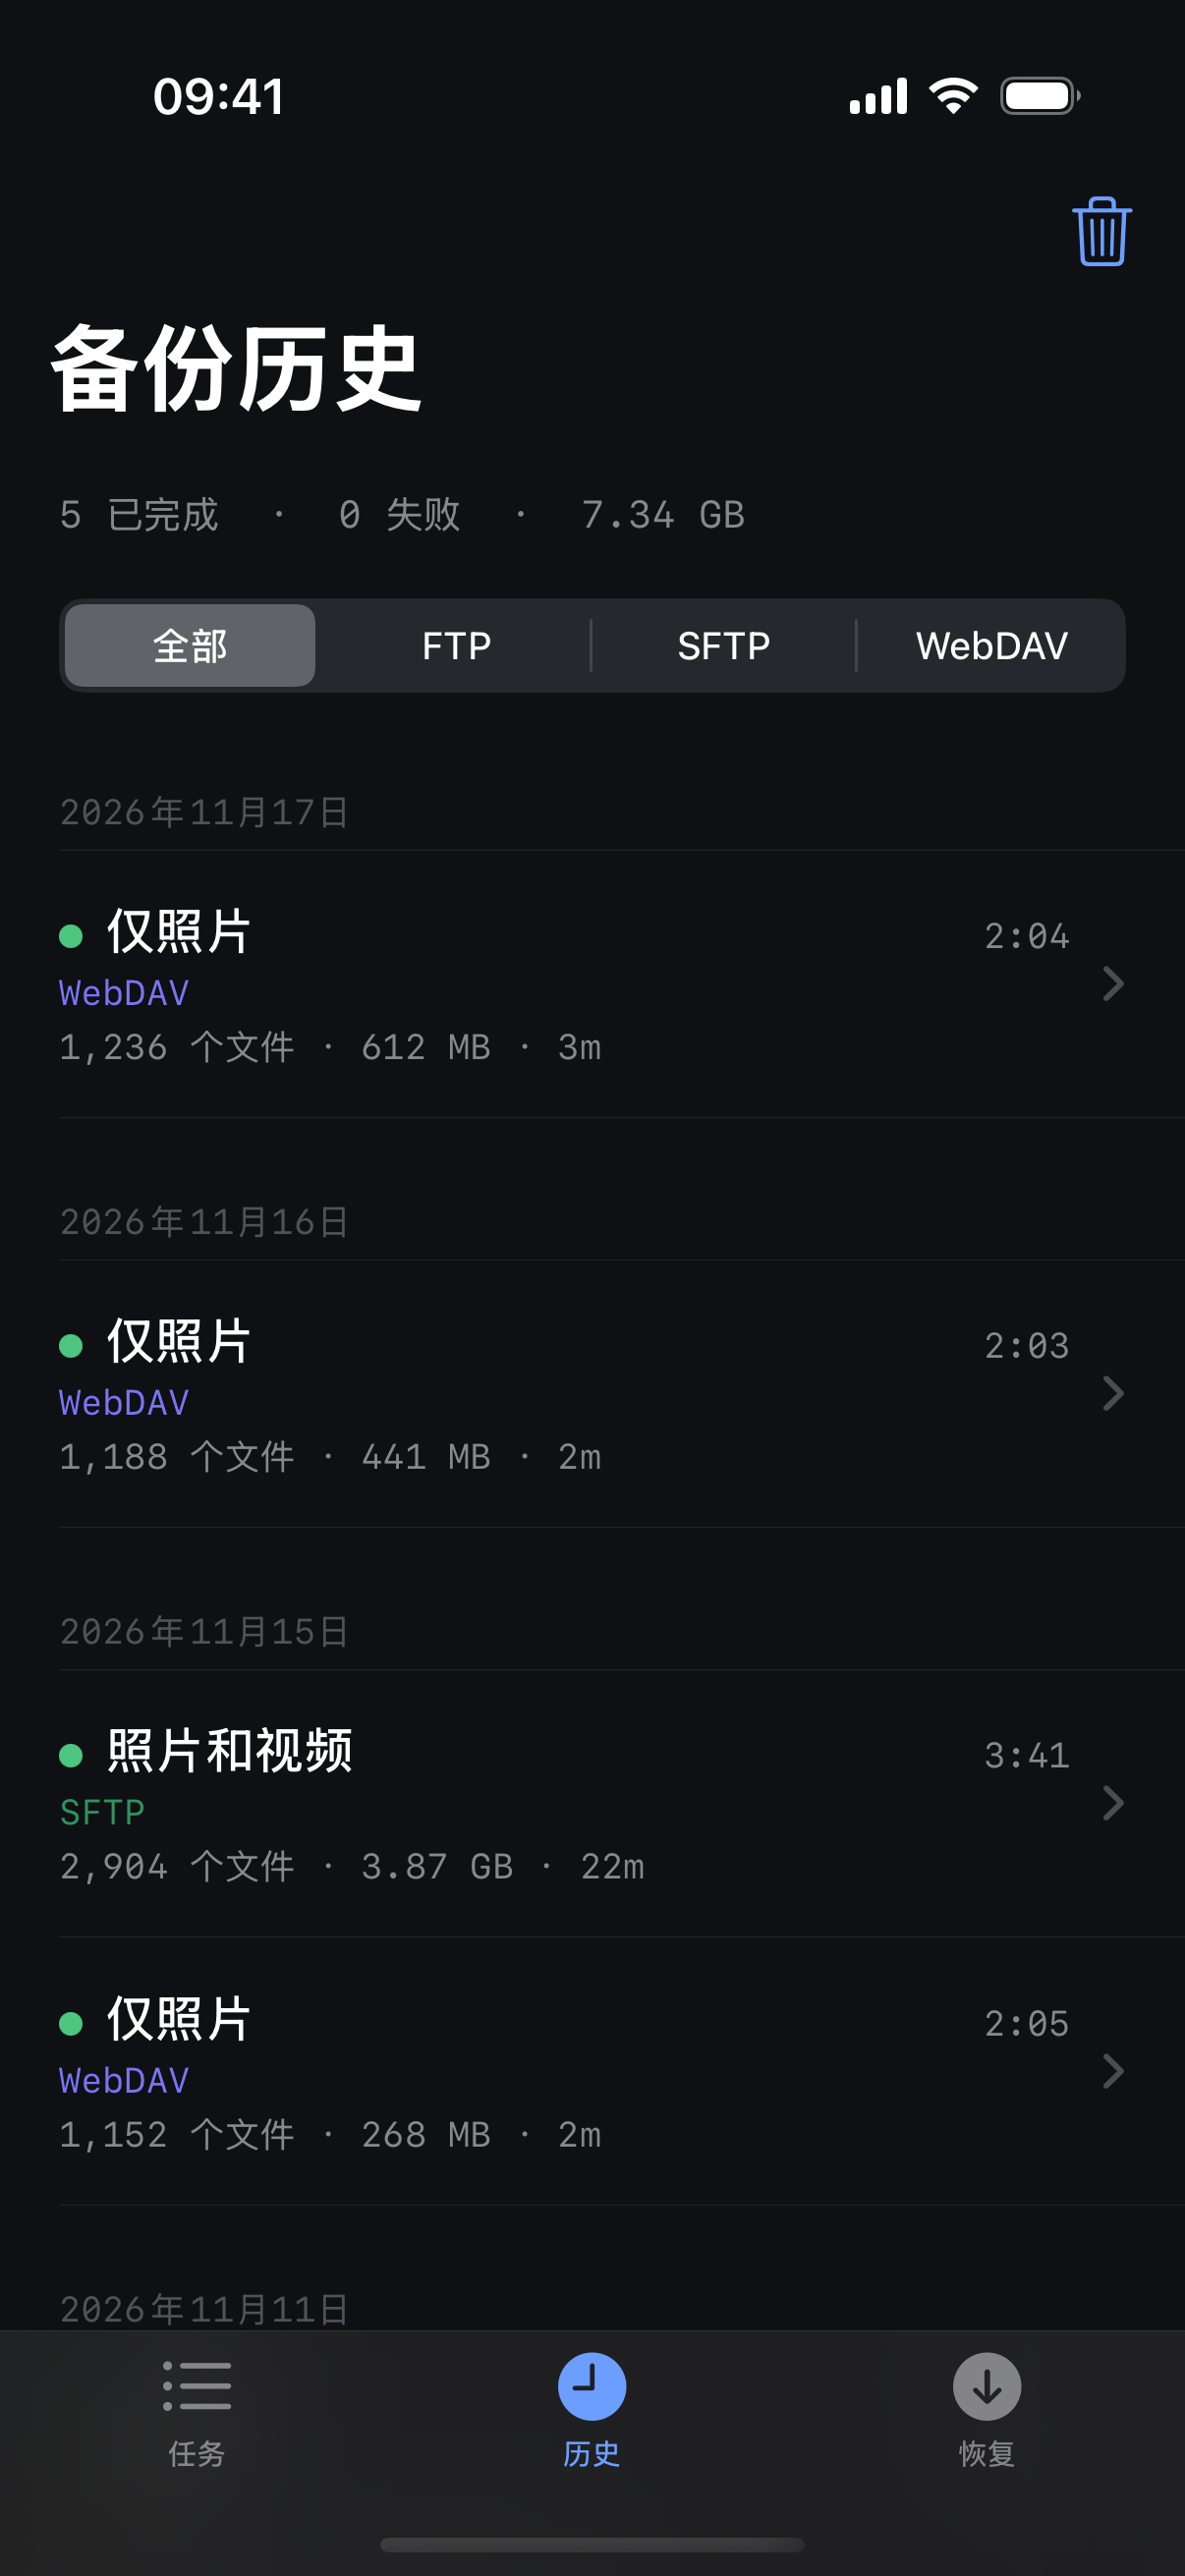 09:41
备份历史
5 已完成 · 0 失败 · 7.34 GB
全部 FTP SFTP WebDAV
2026年11月17日
仅照片 2:04
WebDAV
1,236 个文件 · 612 MB · 3m
2026年11月16日
仅照片 2:03
WebDAV
1,188 个文件 · 441 MB · 2m
2026年11月15日
照片和视频 3:41
SFTP
2,904 个文件 · 3.87 GB · 22m
仅照片 2:05
WebDAV
1,152 个文件 · 268 MB · 2m
2026年11月11日
任务 历史 恢复